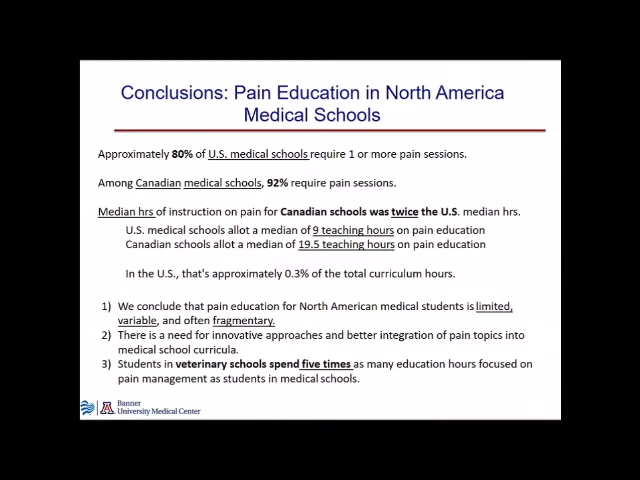 Conclusions: Pain Education in North America
Medical Schools
Approximately 80% of U.S. medical schools require 1 or more pain sessions.
Among Canadian medical schools, 92% require pain sessions.
Median hrs of instruction on pain for Canadian schools was twice the U.S. median hrs.
U.S. medical schools allot a median of 9 teaching hours on pain education
Canadian schools allot a median of 19.5 teaching hours on pain education
In the U.S., that's approximately 0.3% of the total curriculum hours.
1) We conclude that pain education for North American medical students is limited,
variable, and often fragmentary.
2) There is a need for innovative approaches and better integration of pain topics into
medical school curricula.
3) Students in veterinary schools spend five times as many education hours focused on
pain management as students in medical schools.
A Banner
University Medical Center